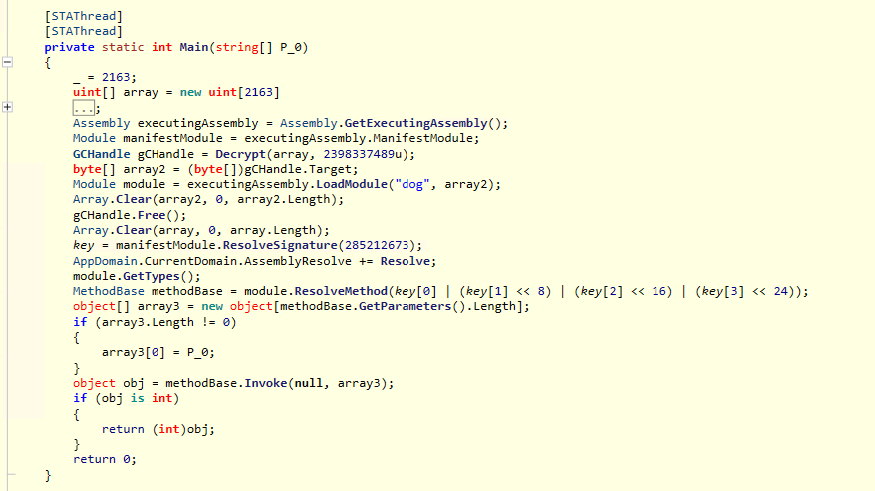 [STAThread]
[STAThread]
private static int Main(string[] P_0)
{
_ = 2163;
uint[] array = new uint[2163]
...;
Assembly executingAssembly = Assembly.GetExecutingAssembly();
Module manifestModule = executingAssembly.ManifestModule;
GCHandle gCHandle = Decrypt(array, 2398337489u);
byte[] array2 = (byte[])gCHandle.Target;
Module module = executingAssembly.LoadModule("dog", array2);
Array.Clear(array2, 0, array2.Length);
gCHandle.Free();
Array.Clear(array, 0, array.Length);
key = manifestModule.ResolveSignature(285212673);
AppDomain.CurrentDomain.AssemblyResolve += Resolve;
module.GetTypes();
MethodBase methodBase = module.ResolveMethod(key[0] | (key[1] << 8) | (key[2] << 16) | (key[3] << 24));
object[] array3 = new object[methodBase.GetParameters().Length];
if (array3.Length != 0)
{
array3[0] = P_0;
}
object obj = methodBase.Invoke(null, array3);
if (obj is int)
{
return (int)obj;
}
return 0;
}